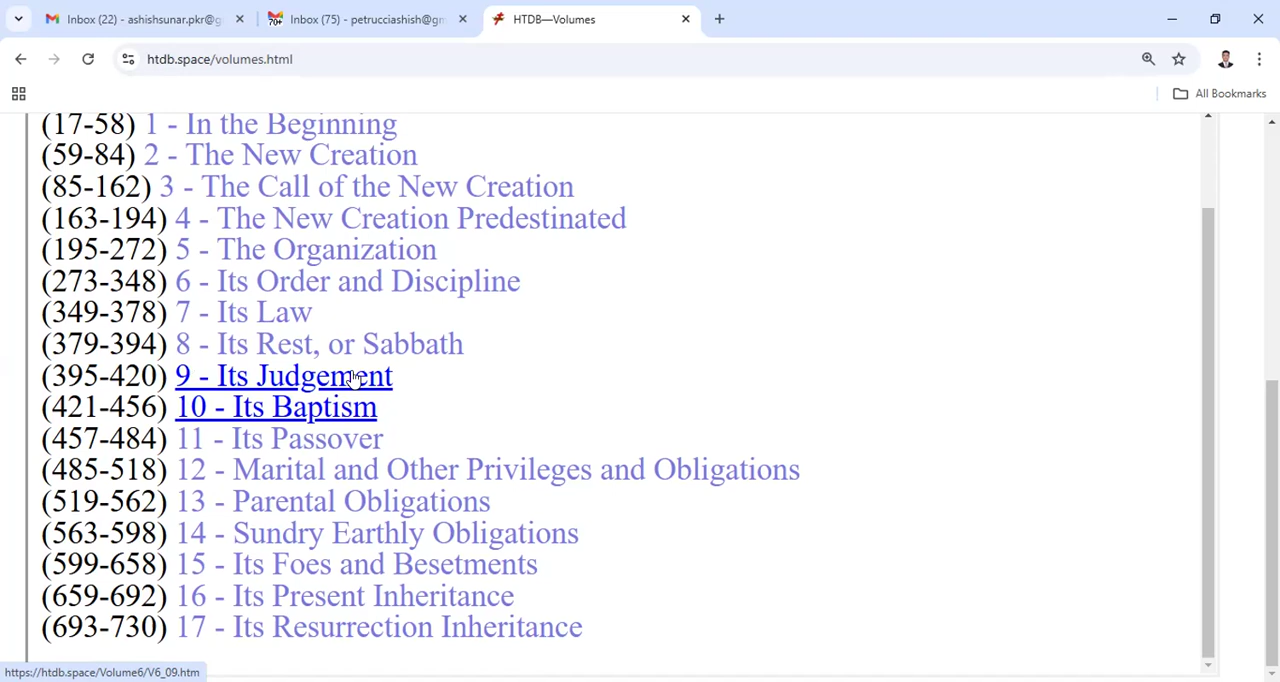 Inbox (22) - ashishsunar.pkr@g
Inbox (75) - petrucciashish@gm
HTDB—Volumes
70+
htdb.space/volumes.html
All Bookmarks
(17-58) 1 - In the Beginning
(59-84) 2 - The New Creation
(85-162) 3 - The Call of the New Creation
(163-194) 4 - The New Creation Predestinated
(195-272) 5 - The Organization
(273-348) 6 - Its Order and Discipline
(349-378) 7 - Its Law
(379-394) 8 - Its Rest, or Sabbath
(395-420) 9 - Its Judgement
(421-456) 10 - Its Baptism
(457-484) 11 - Its Passover
(485-518) 12 - Marital and Other Privileges and Obligations
(519-562) 13 - Parental Obligations
(563-598) 14 - Sundry Earthly Obligations
(599-658) 15 - Its Foes and Besetments
(659-692) 16 - Its Present Inheritance
(693-730) 17 - Its Resurrection Inheritance
https://htdb.space/Volume6/V6_09.htm